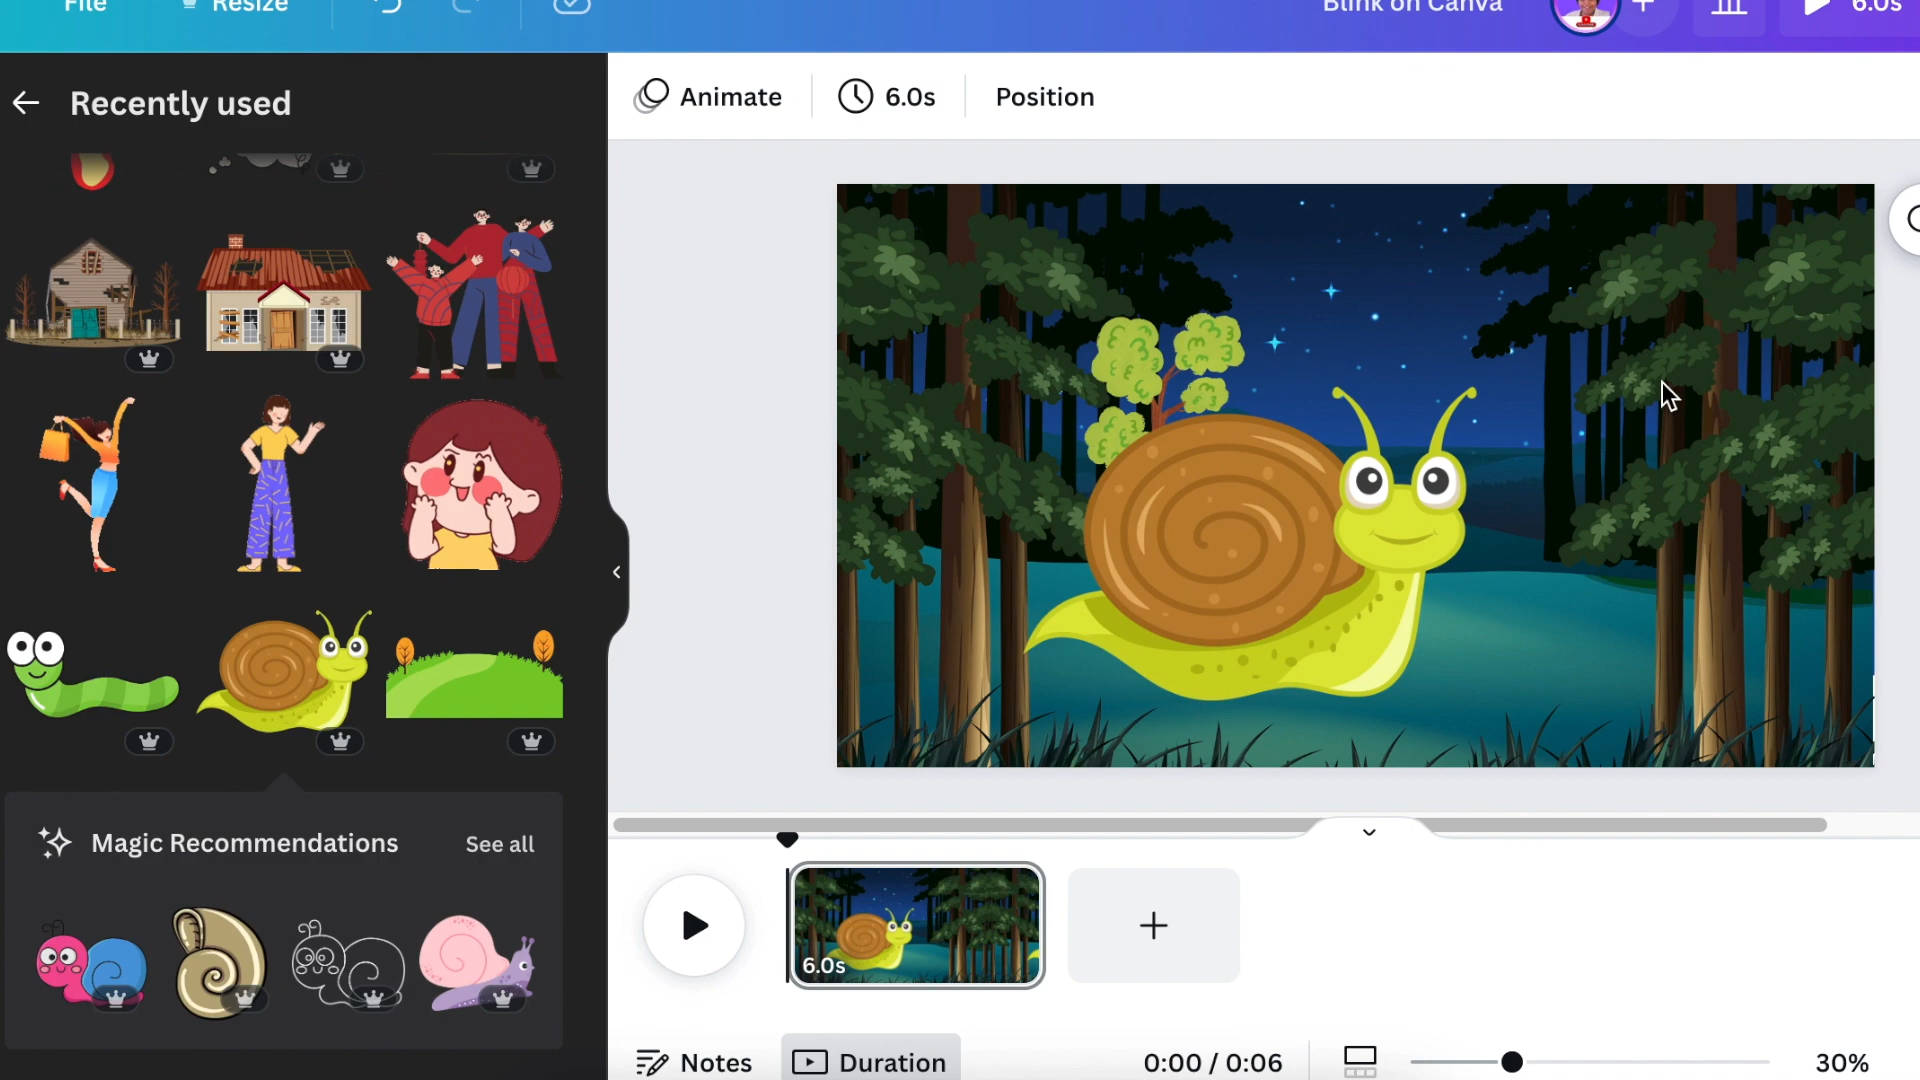 File
Resize
Blink on Canva
6.0s
Recently used
Animate
6.0s
Position
Magic Recommendations
See all
6.0s
Notes
Duration
0:00 / 0:06
30%